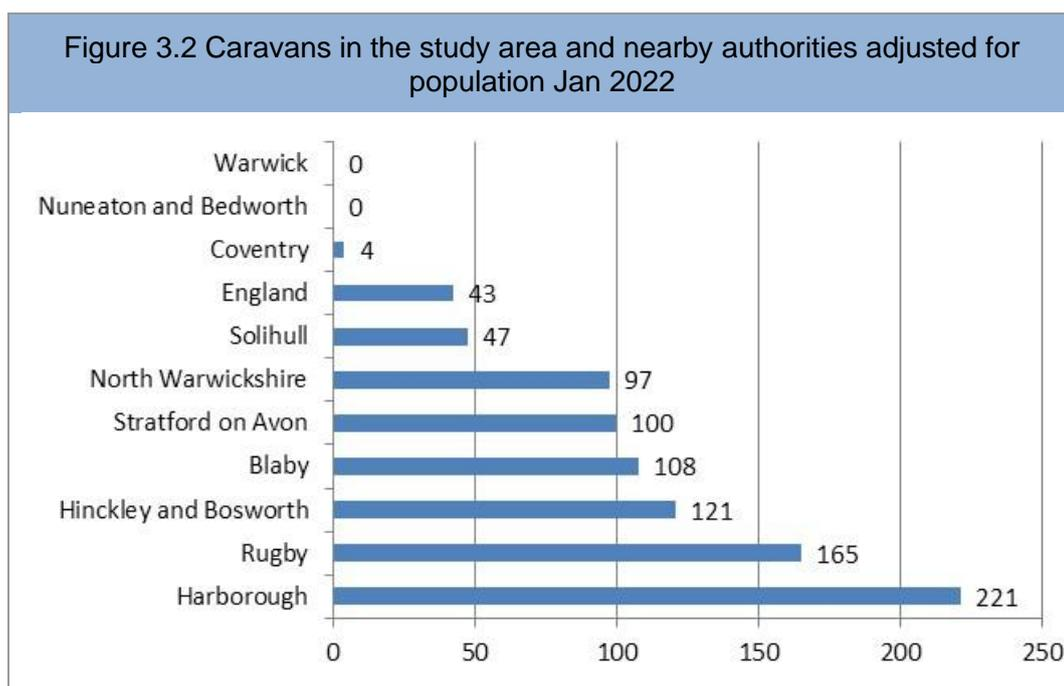 Figure 3.2 Caravans in the study area and nearby authorities adjusted for
population Jan 2022
Warwick 0
Nuneaton and Bedworth 0
Coventry 4
England 43
Solihull 47
North Warwickshire 97
Stratford on Avon 100
Blaby 108
Hinckley and Bosworth 121
Rugby 165
Harborough 221
0 50 100 150 200 250